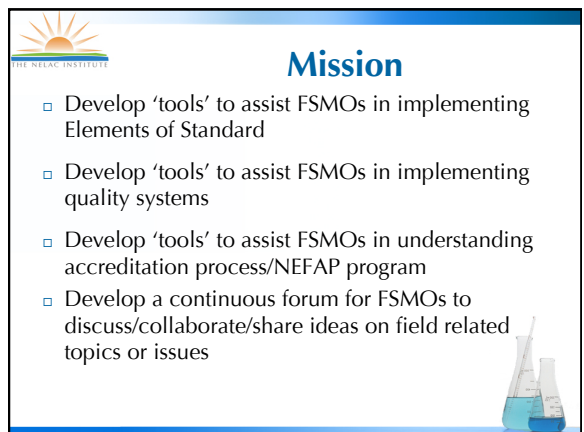 THE NELAC INSTITUTE
Mission
▫ Develop ‘tools’ to assist FSMOs in implementing
Elements of Standard
▫ Develop ‘tools’ to assist FSMOs in implementing
quality systems
▫ Develop ‘tools’ to assist FSMOs in understanding
accreditation process/NEFAP program
▫ Develop a continuous forum for FSMOs to
discuss/collaborate/share ideas on field related
topics or issues